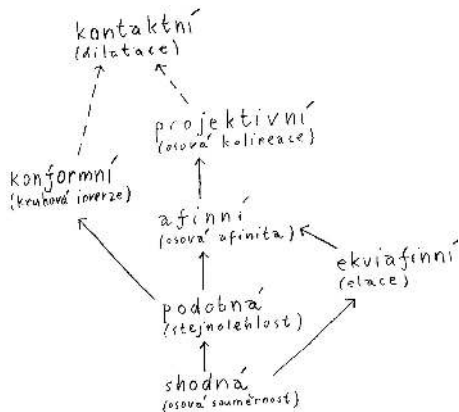 kontaktní
(dilatace)
projektivní
(osová kolineace)
konformní
(kruhová inverze)
afinní
(osová afinita)
ekviafinní
(elace)
podobná
(stejnolehlost)
shodná
(osová souměrnost)